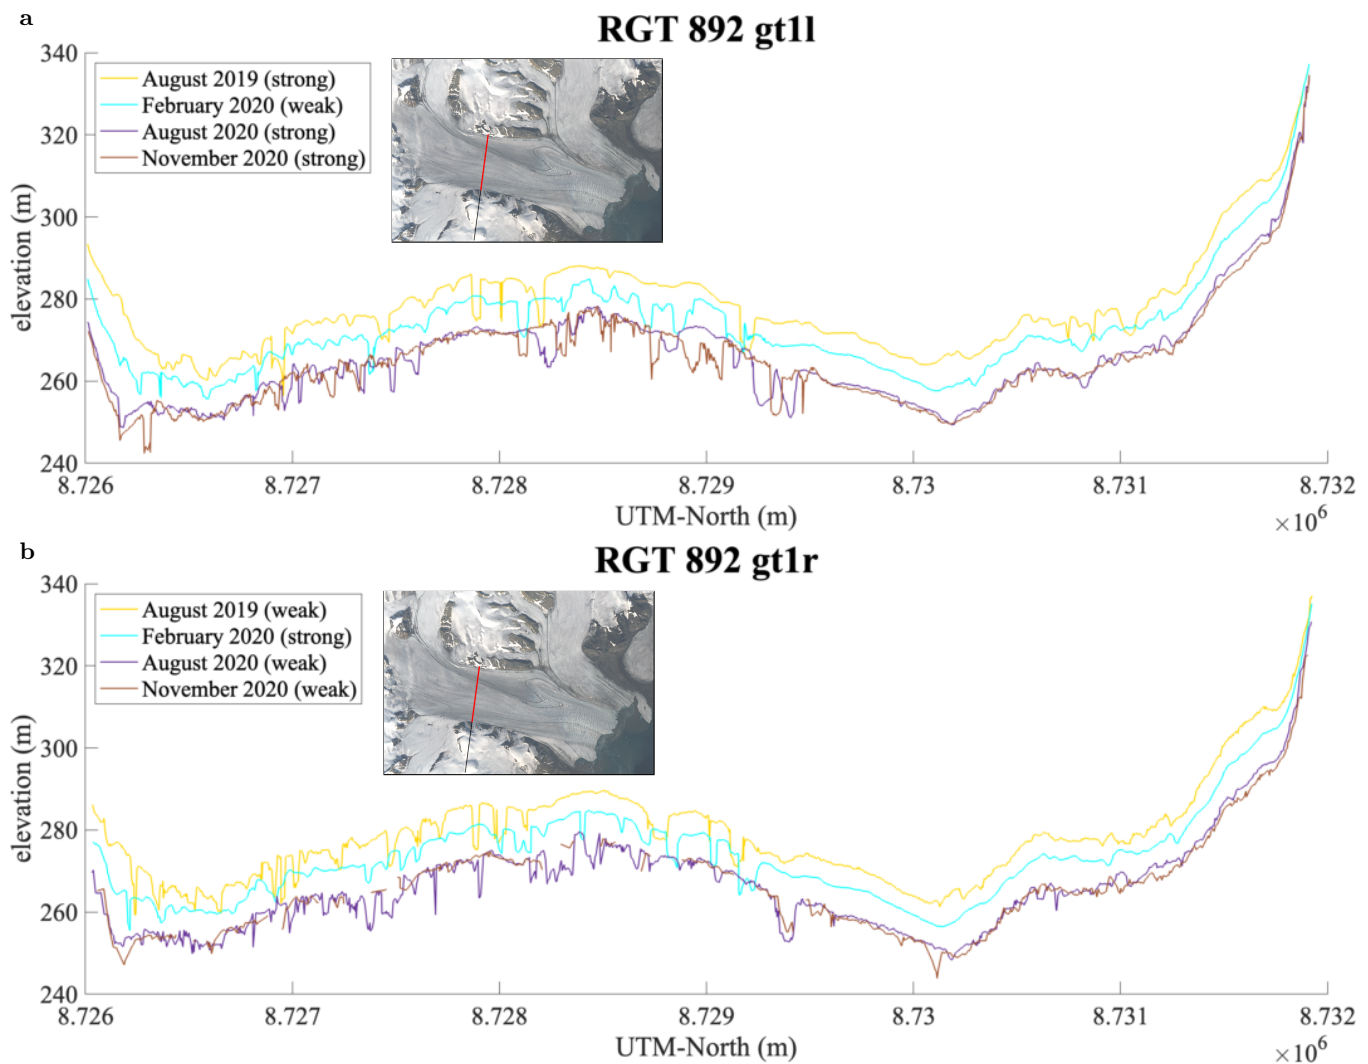 a
RGT 892 gt1l
340
320
300
280
260
240
elevation (m)
August 2019 (strong)
February 2020 (weak)
August 2020 (strong)
November 2020 (strong)
8.726 8.727 8.728 8.729 8.73 8.731 8.732
UTM-North (m)
×10⁶
b
RGT 892 gt1r
340
320
300
280
260
240
elevation (m)
August 2019 (weak)
February 2020 (strong)
August 2020 (weak)
November 2020 (weak)
8.726 8.727 8.728 8.729 8.73 8.731 8.732
UTM-North (m)
×10⁶